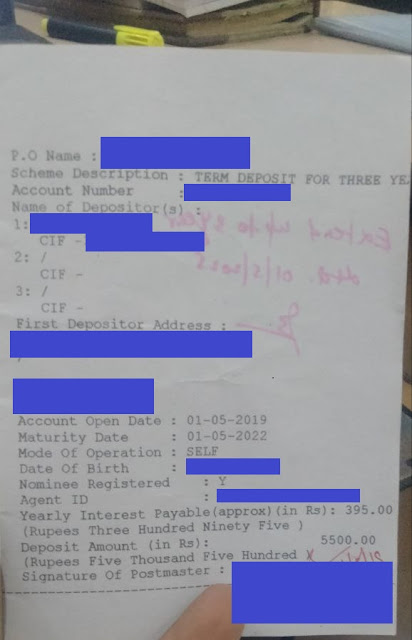 P.O Name :
Scheme Description : TERM DEPOSIT FOR THREE YEA
Account Number :
Name of Depositor(s) :
1:
CIF -
2: /
CIF -
3: /
CIF -
First Depositor Address :
Account Open Date : 01-05-2019
Maturity Date : 01-05-2022
Mode Of Operation : SELF
Date Of Birth :
Nominee Registered : Y
Agent ID :
Yearly Interest Payable(approx)(in Rs): 395.00
(Rupees Three Hundred Ninety Five )
Deposit Amount (in Rs): 5500.00
(Rupees Five Thousand Five Hundred
Signature Of Postmaster :